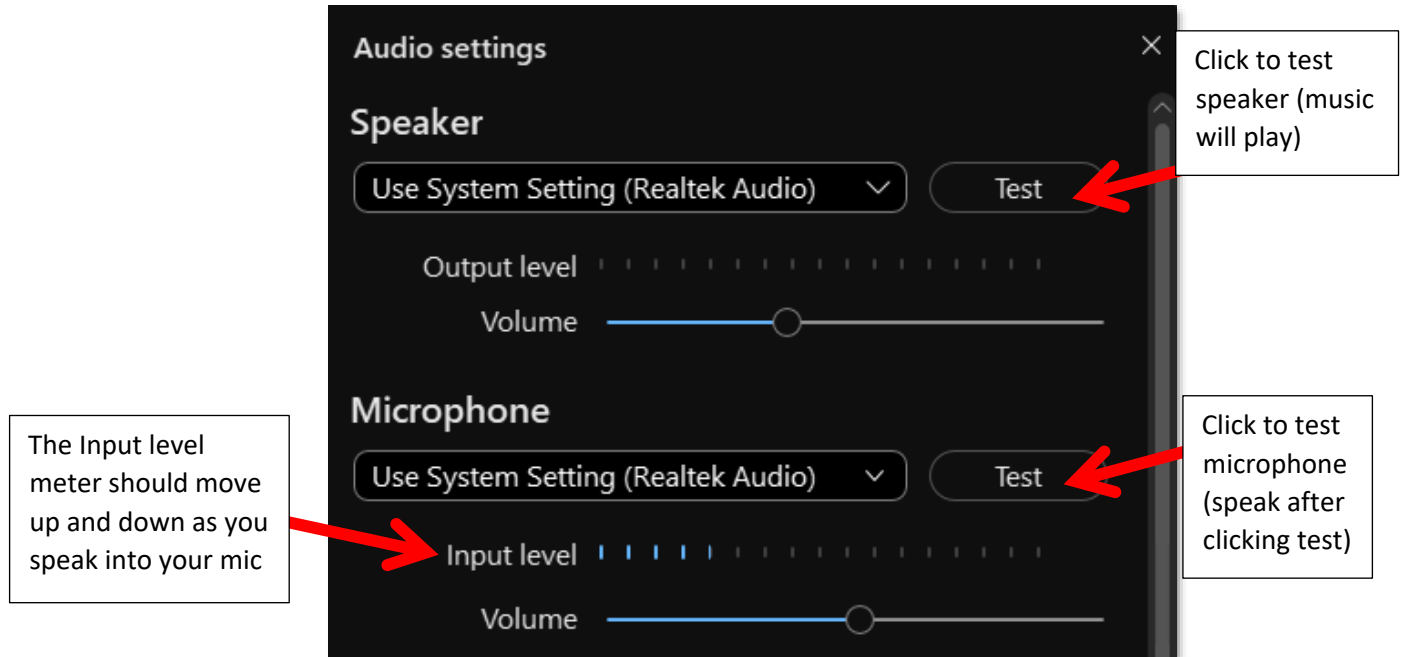 Audio settings
Click to test
speaker (music
will play)
Speaker
Use System Setting (Realtek Audio)
Test
Output level
Volume
Microphone
The Input level
meter should move
up and down as you
speak into your mic
Use System Setting (Realtek Audio)
Test
Click to test
microphone
(speak after
clicking test)
Input level
Volume